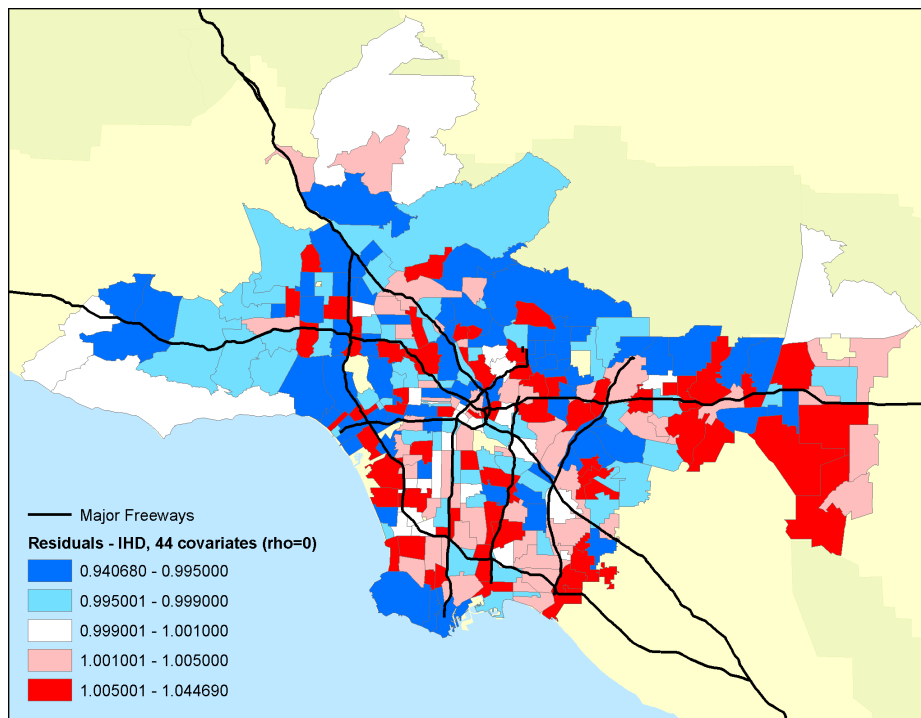 Major Freeways
Residuals - IHD, 44 covariates (rho=0)
0.940680 - 0.995000
0.995001 - 0.999000
0.999001 - 1.001000
1.001001 - 1.005000
1.005001 - 1.044690